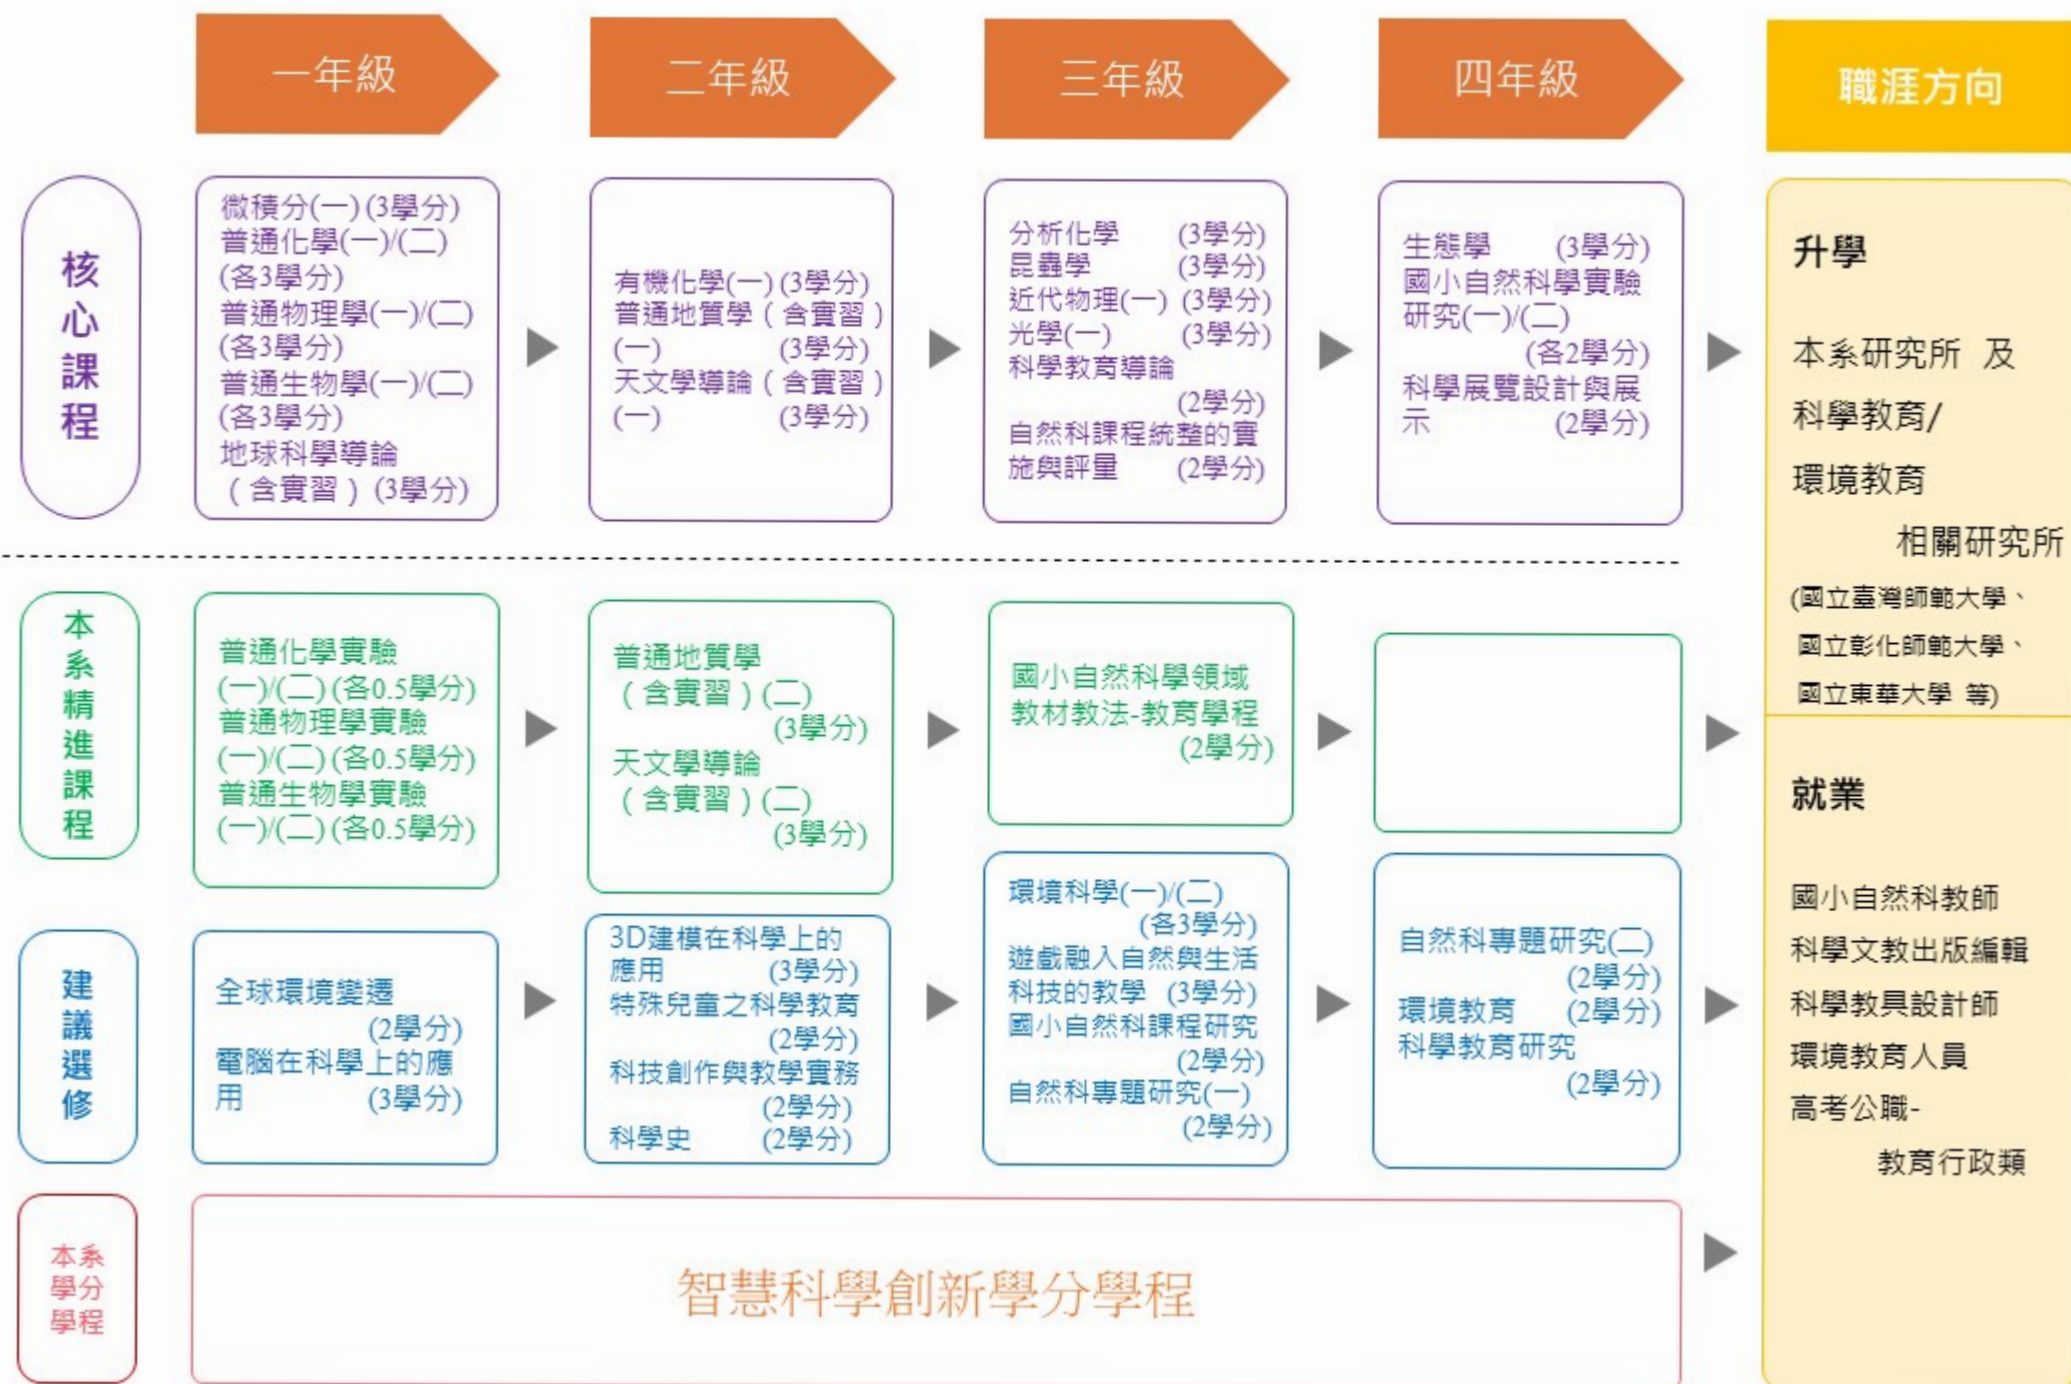 一年級
二年級
三年級
四年級
職涯方向
核
心
課
程
微積分(一) (3學分)
普通化學(一)/(二)
(各3學分)
普通物理學(一)/(二)
(各3學分)
普通生物學(一)/(二)
(各3學分)
地球科學導論
（含實習）(3學分)
有機化學(一) (3學分)
普通地質學（含實習）
(一) (3學分)
天文學導論（含實習）
(一) (3學分)
分析化學 (3學分)
昆蟲學 (3學分)
近代物理(一) (3學分)
光學(一) (3學分)
科學教育導論
(2學分)
自然科課程統整的實
施與評量 (2學分)
生態學 (3學分)
國小自然科學實驗
研究(一)/(二)
(各2學分)
科學展覽設計與展
示 (2學分)
升學
本系研究所 及
科學教育/
環境教育
相關研究所
(國立臺灣師範大學、
國立彰化師範大學、
國立東華大學 等)
本
系
精
進
課
程
普通化學實驗
(一)/(二) (各0.5學分)
普通物理學實驗
(一)/(二) (各0.5學分)
普通生物學實驗
(一)/(二) (各0.5學分)
普通地質學
（含實習）(二)
(3學分)
天文學導論
（含實習）(二)
(3學分)
國小自然科學領域
教材教法-教育學程
(2學分)
就業
國小自然科教師
科學文教出版編輯
科學教具設計師
環境教育人員
高考公職-
教育行政類
建
議
選
修
全球環境變遷
(2學分)
電腦在科學上的應
用 (3學分)
3D建模在科學上的
應用 (3學分)
特殊兒童之科學教育
(2學分)
科技創作與教學實務
(2學分)
科學史 (2學分)
環境科學(一)/(二)
(各3學分)
遊戲融入自然與生活
科技的教學 (3學分)
國小自然科課程研究
(2學分)
自然科專題研究(一)
(2學分)
自然科專題研究(二)
(2學分)
環境教育 (2學分)
科學教育研究
(2學分)
本系
學分
學程
智慧科學創新學分學程